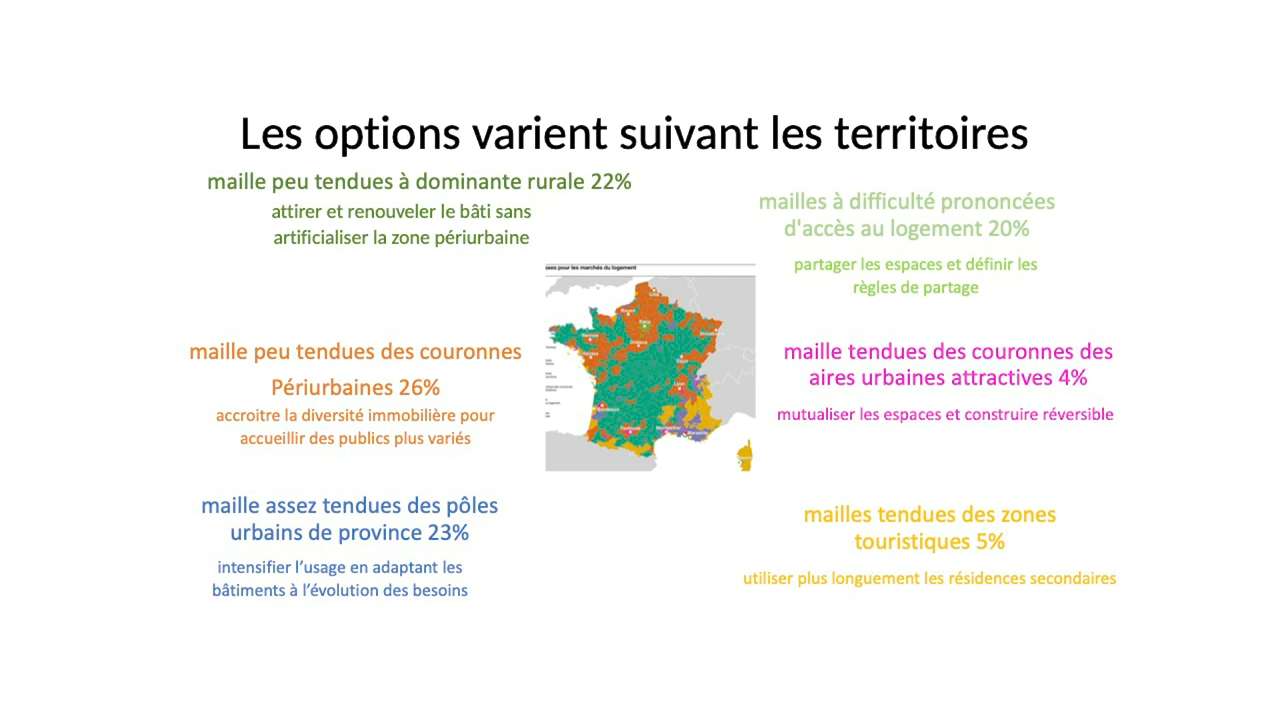 Les options varient suivant les territoires
maille peu tendues à dominante rurale 22%
attirer et renouveler le bâti sans
artificialiser la zone périurbaine
mailles à difficulté prononcées
d'accès au logement 20%
partager les espaces et définir les
règles de partage
pour les marchés du logement
maille peu tendues des couronnes
Périurbaines 26%
accroitre la diversité immobilière pour
accueillir des publics plus variés
maille tendues des couronnes des
aires urbaines attractives 4%
mutualiser les espaces et construire réversible
maille assez tendues des pôles
urbains de province 23%
intensifier l'usage en adaptant les
bâtiments à l'évolution des besoins
mailles tendues des zones
touristiques 5%
utiliser plus longuement les résidences secondaires